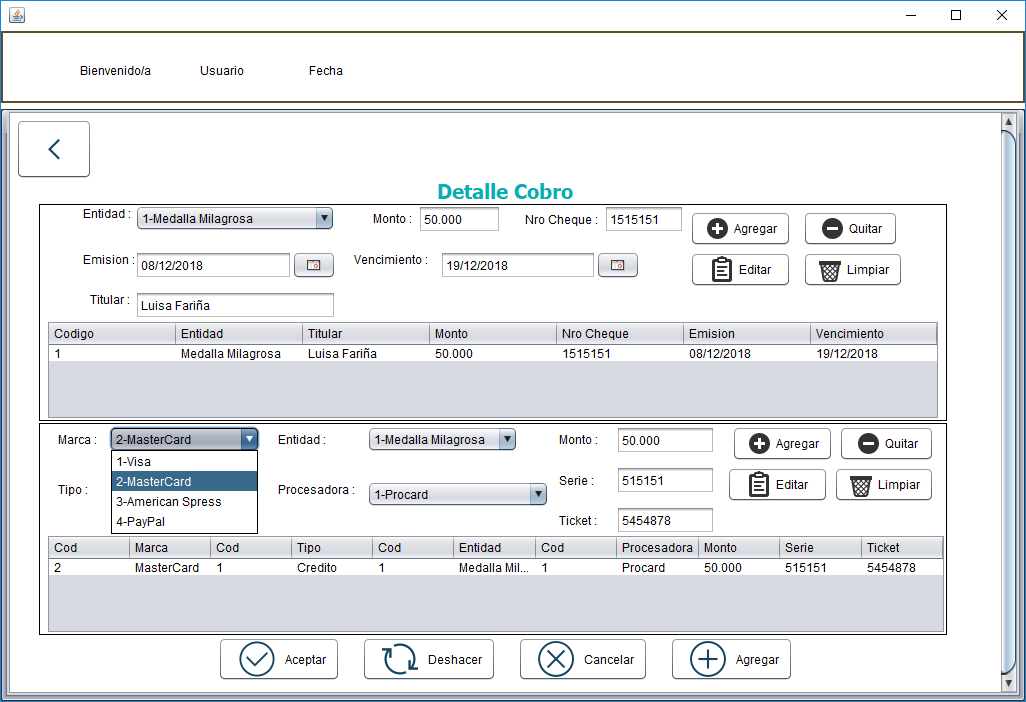 Bienvenido/a Usuario Fecha
Detalle Cobro
Entidad : 1-Medalla Milagrosa Monto : 50.000 Nro Cheque : 1515151 Agregar Quitar
Emision : 08/12/2018 Vencimiento : 19/12/2018 Editar Limpiar
Titular : Luisa Fariña
Codigo Entidad Titular Monto Nro Cheque Emision Vencimiento
1 Medalla Milagrosa Luisa Fariña 50.000 1515151 08/12/2018 19/12/2018
Marca : 2-MasterCard Entidad : 1-Medalla Milagrosa Monto : 50.000 Agregar Quitar
1-Visa
2-MasterCard
3-American Spress
4-PayPal
Tipo : Procesadora : 1-Procard Serie : 515151 Editar Limpiar
Ticket : 5454878
Cod Marca Cod Tipo Cod Entidad Cod Procesadora Monto Serie Ticket
2 MasterCard 1 Credito 1 Medalla Mil... 1 Procard 50.000 515151 5454878
Aceptar Deshacer Cancelar Agregar